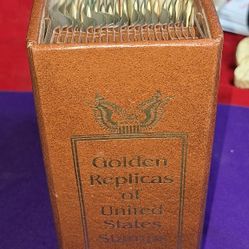 Golden
Replicas
of
United
States
Stamps